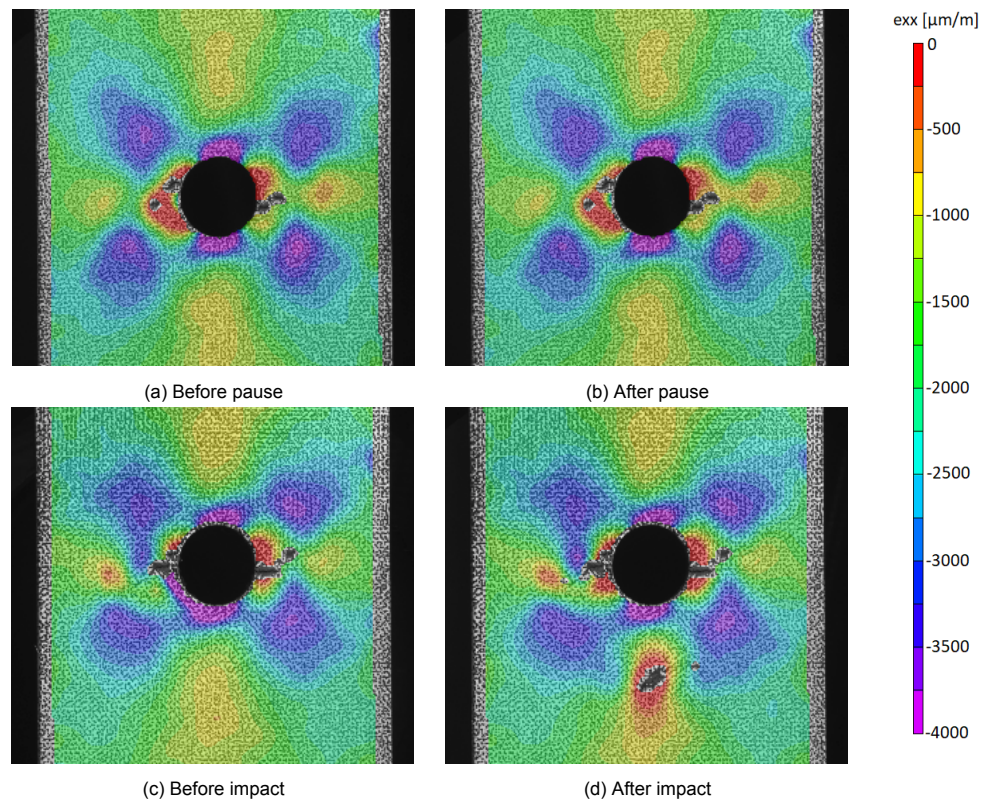 exx [µm/m]
0
-500
-1000
-1500
-2000
-2500
-3000
-3500
-4000
(a) Before pause
(b) After pause
(c) Before impact
(d) After impact